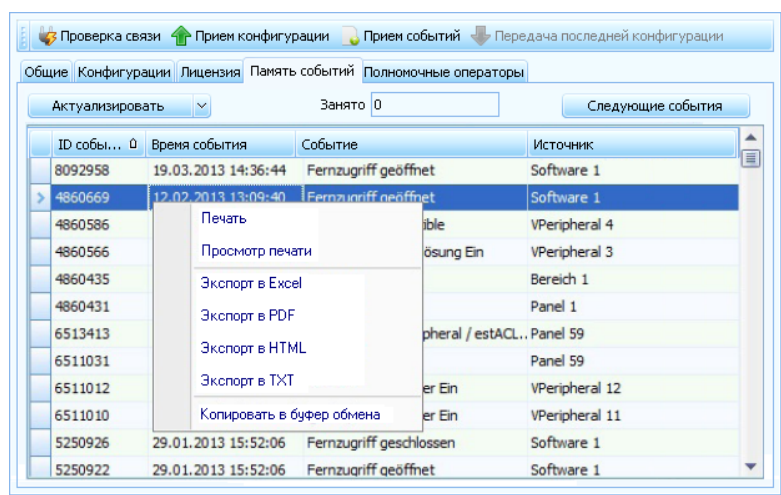 Проверка связи Прием конфигурации Прием событий Передача последней конфигурации
Общие Конфигурации Лицензия Память событий Полномочные операторы
Актуализировать Занято 0 Следующие события
ID собы... Время события Событие Источник
8092958 19.03.2013 14:36:44 Fernzugriff geöffnet Software 1
4860669 12.02.2013 13:09:40 Fernzugriff geöffnet Software 1
4860586 ible VPeripheral 4
4860566 ösung Ein VPeripheral 3
4860435 Bereich 1
4860431 Panel 1
6513413 pheral / estACL... Panel 59
6511031 Panel 59
6511012 er Ein VPeripheral 12
6511010 er Ein VPeripheral 11
5250926 29.01.2013 15:52:06 Fernzugriff geschlossen Software 1
5250922 29.01.2013 15:52:06 Fernzugriff geöffnet Software 1
Печать
Просмотр печати
Экспорт в Excel
Экспорт в PDF
Экспорт в HTML
Экспорт в TXT
Копировать в буфер обмена